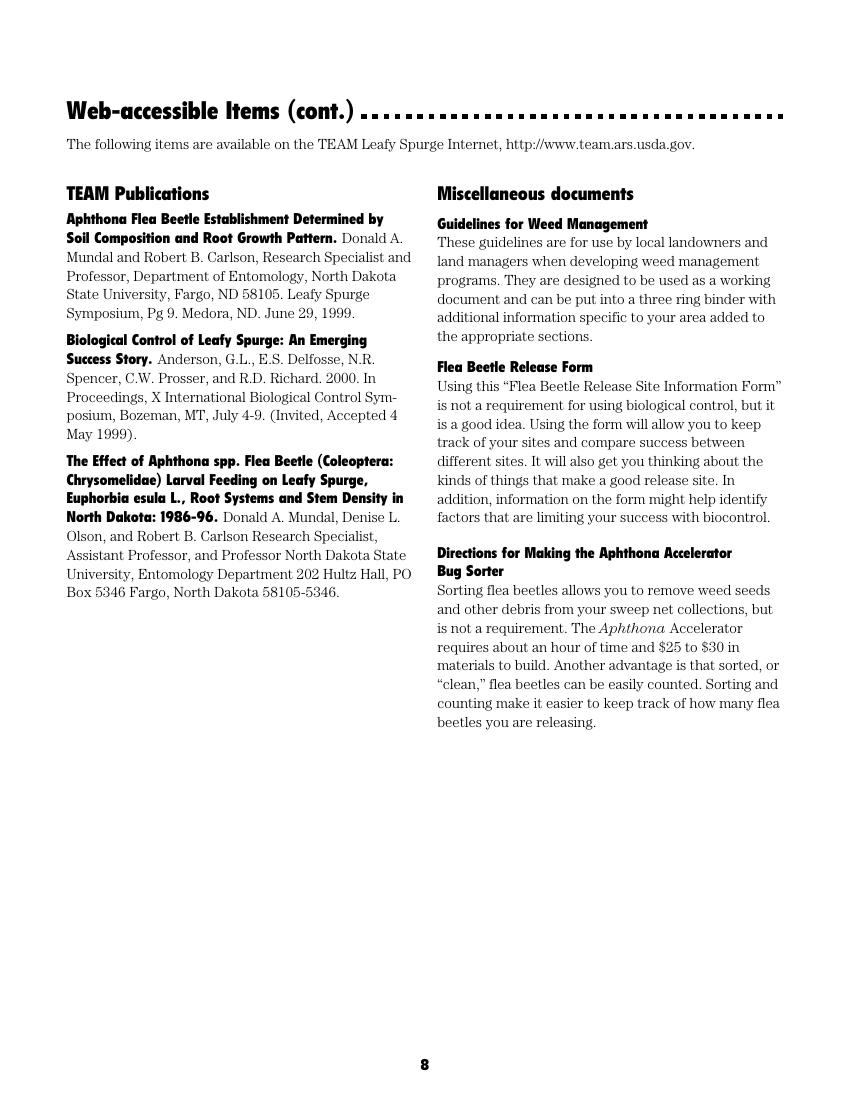 Web-accessible Items (cont.)
The following items are available on the TEAM Leafy Spurge Internet, http://www.team.ars.usda.gov.
TEAM Publications
Aphthona Flea Beetle Establishment Determined by
Soil Composition and Root Growth Pattern. Donald A.
Mundal and Robert B. Carlson, Research Specialist and
Professor, Department of Entomology, North Dakota
State University, Fargo, ND 58105. Leafy Spurge
Symposium, Pg 9. Medora, ND. June 29, 1999.
Biological Control of Leafy Spurge: An Emerging
Success Story. Anderson, G.L., E.S. Delfosse, N.R.
Spencer, C.W. Prosser, and R.D. Richard. 2000. In
Proceedings, X International Biological Control Sym-
posium, Bozeman, MT, July 4-9. (Invited, Accepted 4
May 1999).
The Effect of Aphthona spp. Flea Beetle (Coleoptera:
Chrysomelidae) Larval Feeding on Leafy Spurge,
Euphorbia esula L., Root Systems and Stem Density in
North Dakota: 1986-96. Donald A. Mundal, Denise L.
Olson, and Robert B. Carlson Research Specialist,
Assistant Professor, and Professor North Dakota State
University, Entomology Department 202 Hultz Hall, PO
Box 5346 Fargo, North Dakota 58105-5346.
Miscellaneous documents
Guidelines for Weed Management
These guidelines are for use by local landowners and
land managers when developing weed management
programs. They are designed to be used as a working
document and can be put into a three ring binder with
additional information specific to your area added to
the appropriate sections.
Flea Beetle Release Form
Using this “Flea Beetle Release Site Information Form”
is not a requirement for using biological control, but it
is a good idea. Using the form will allow you to keep
track of your sites and compare success between
different sites. It will also get you thinking about the
kinds of things that make a good release site. In
addition, information on the form might help identify
factors that are limiting your success with biocontrol.
Directions for Making the Aphthona Accelerator
Bug Sorter
Sorting flea beetles allows you to remove weed seeds
and other debris from your sweep net collections, but
is not a requirement. The Aphthona Accelerator
requires about an hour of time and $25 to $30 in
materials to build. Another advantage is that sorted, or
“clean,” flea beetles can be easily counted. Sorting and
counting make it easier to keep track of how many flea
beetles you are releasing.
8